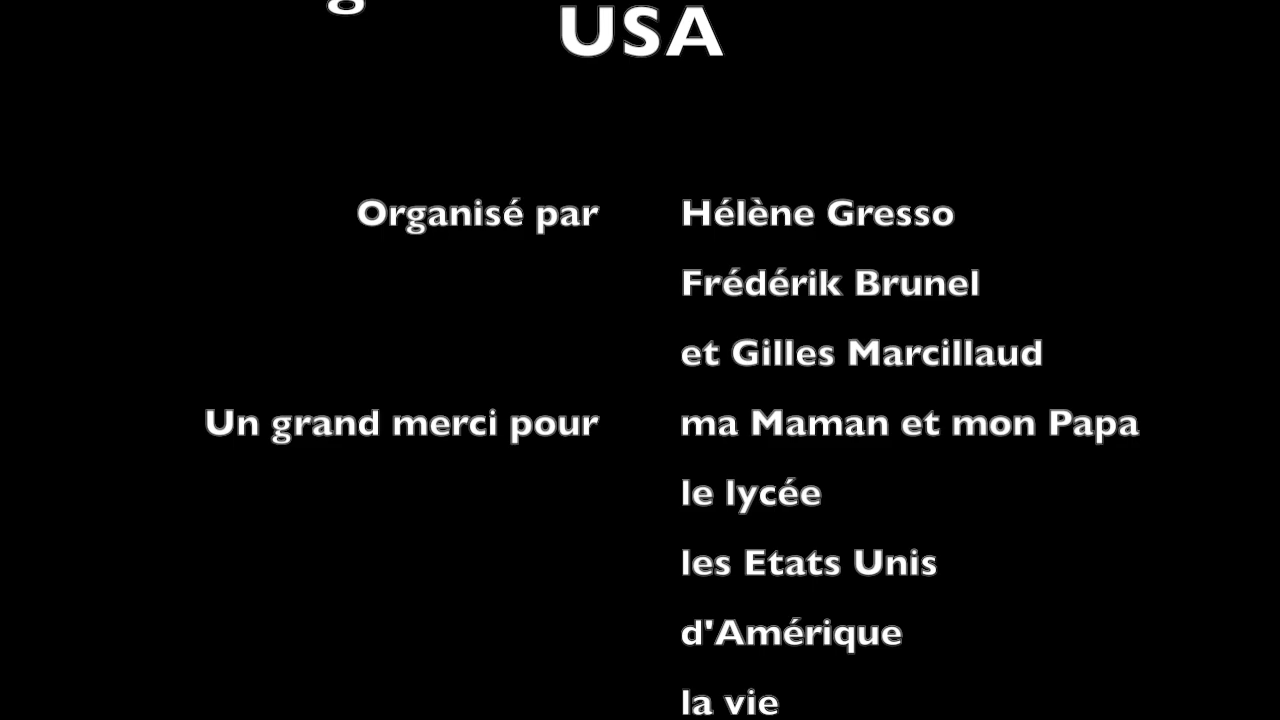 USA
Organisé par Hélène Gresso
Frédérik Brunel
et Gilles Marcillaud
Un grand merci pour ma Maman et mon Papa
le lycée
les Etats Unis
d'Amérique
la vie